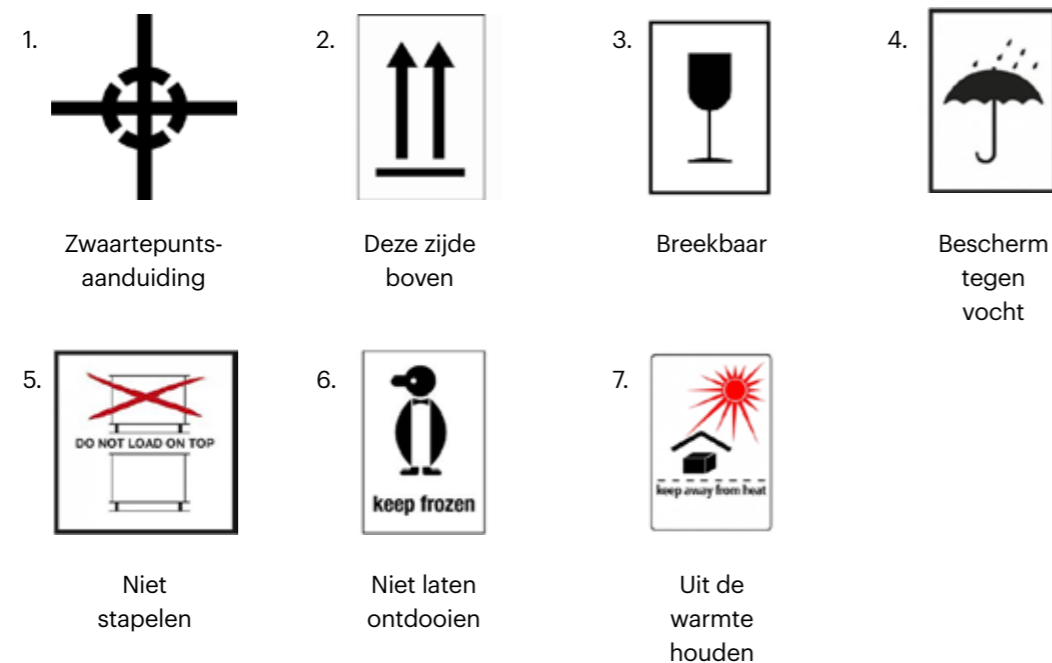 1.
Zwaartepunts-
aanduiding
2.
Deze zijde
boven
3.
Breekbaar
4.
Bescherm
tegen
vocht
5.
DO NOT LOAD ON TOP
Niet
stapelen
6.
keep frozen
Niet laten
ontdooien
7.
keep away from heat
Uit de
warmte
houden